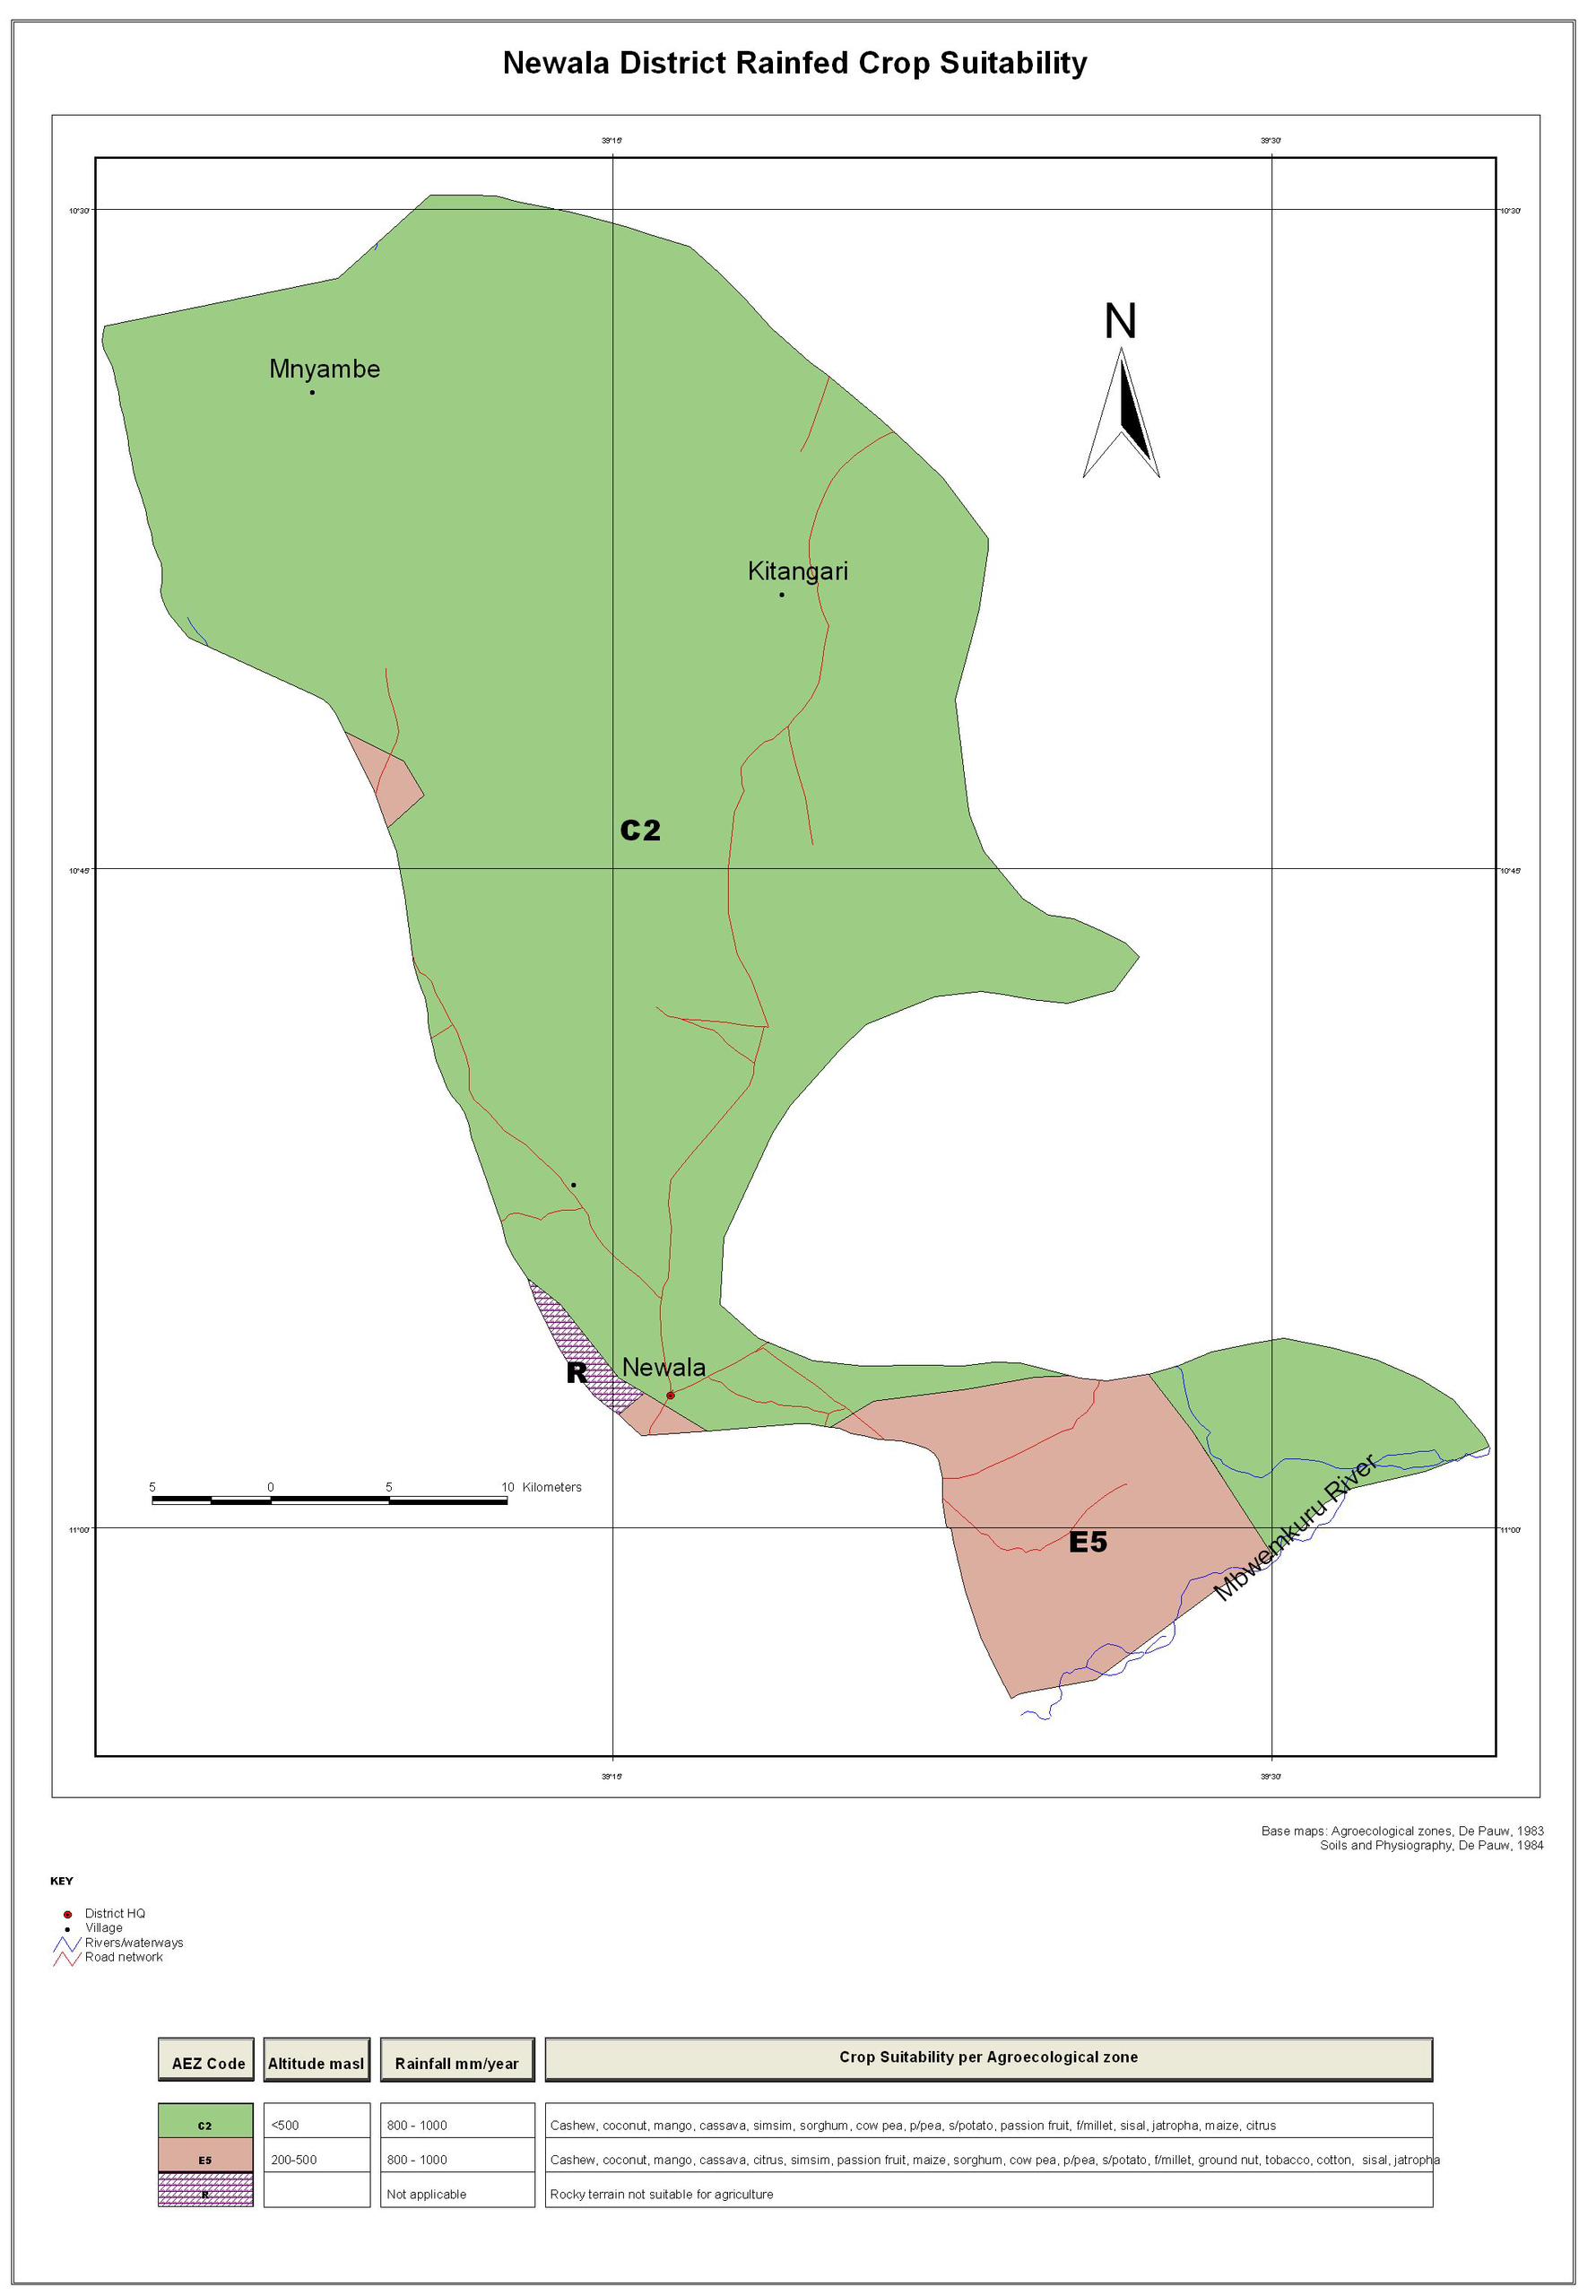 Newala District Rainfed Crop Suitability
39°15' 39°30'
10°30' 10°30'
N
Mnyambe
Kitangari
C2
10°45' 10°45'
R Newala
5 0 5 10 Kilometers
Mbwemkuru River
11°00' 11°00'
E5
39°15' 39°30'
Base maps: Agroecological zones, De Pauw, 1983
Soils and Physiography, De Pauw, 1984
KEY
District HQ
Village
Rivers/waterways
Road network
AEZ Code Altitude masl Rainfall mm/year Crop Suitability per Agroecological zone
C2 <500 800 - 1000 Cashew, coconut, mango, cassava, simsim, sorghum, cow pea, p/pea, s/potato, passion fruit, f/millet, sisal, jatropha, maize, citrus
E5 200-500 800 - 1000 Cashew, coconut, mango, cassava, citrus, simsim, passion fruit, maize, sorghum, cow pea, p/pea, s/potato, f/millet, ground nut, tobacco, cotton, sisal, jatropha
R Not applicable Rocky terrain not suitable for agriculture